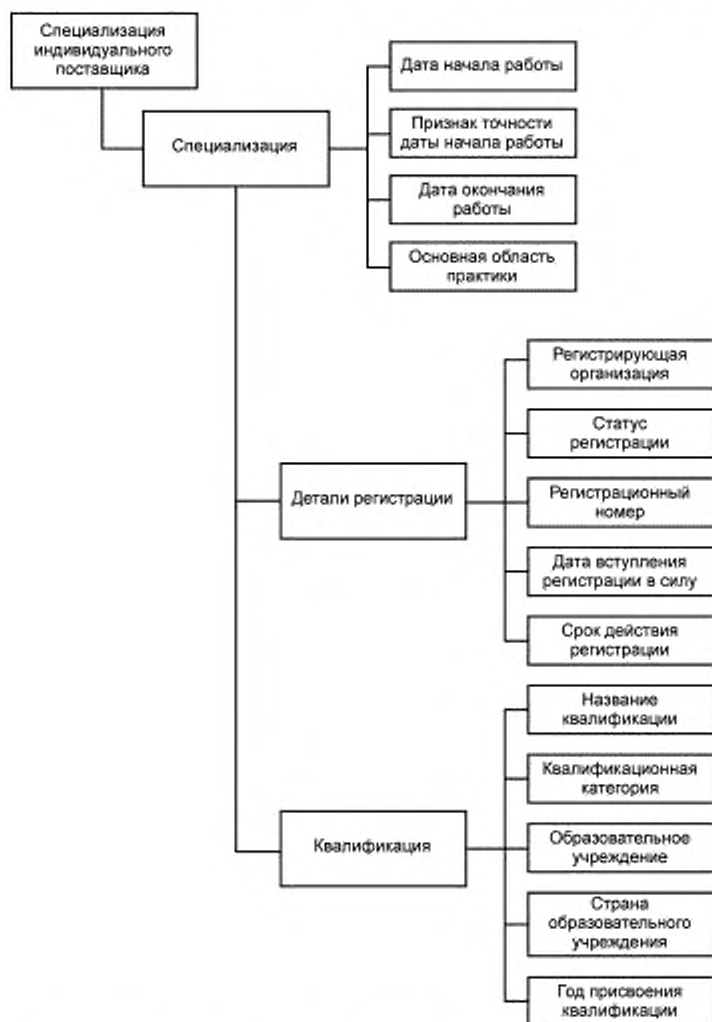 Специализация
индивидуального
поставщика
Специализация
Дата начала работы
Признак точности
даты начала работы
Дата окончания
работы
Основная область
практики
Детали регистрации
Регистрирующая
организация
Статус
регистрации
Регистрационный
номер
Дата вступления
регистрации в силу
Срок действия
регистрации
Квалификация
Название
квалификации
Квалификационная
категория
Образовательное
учреждение
Страна
образовательного
учреждения
Год присвоения
квалификации